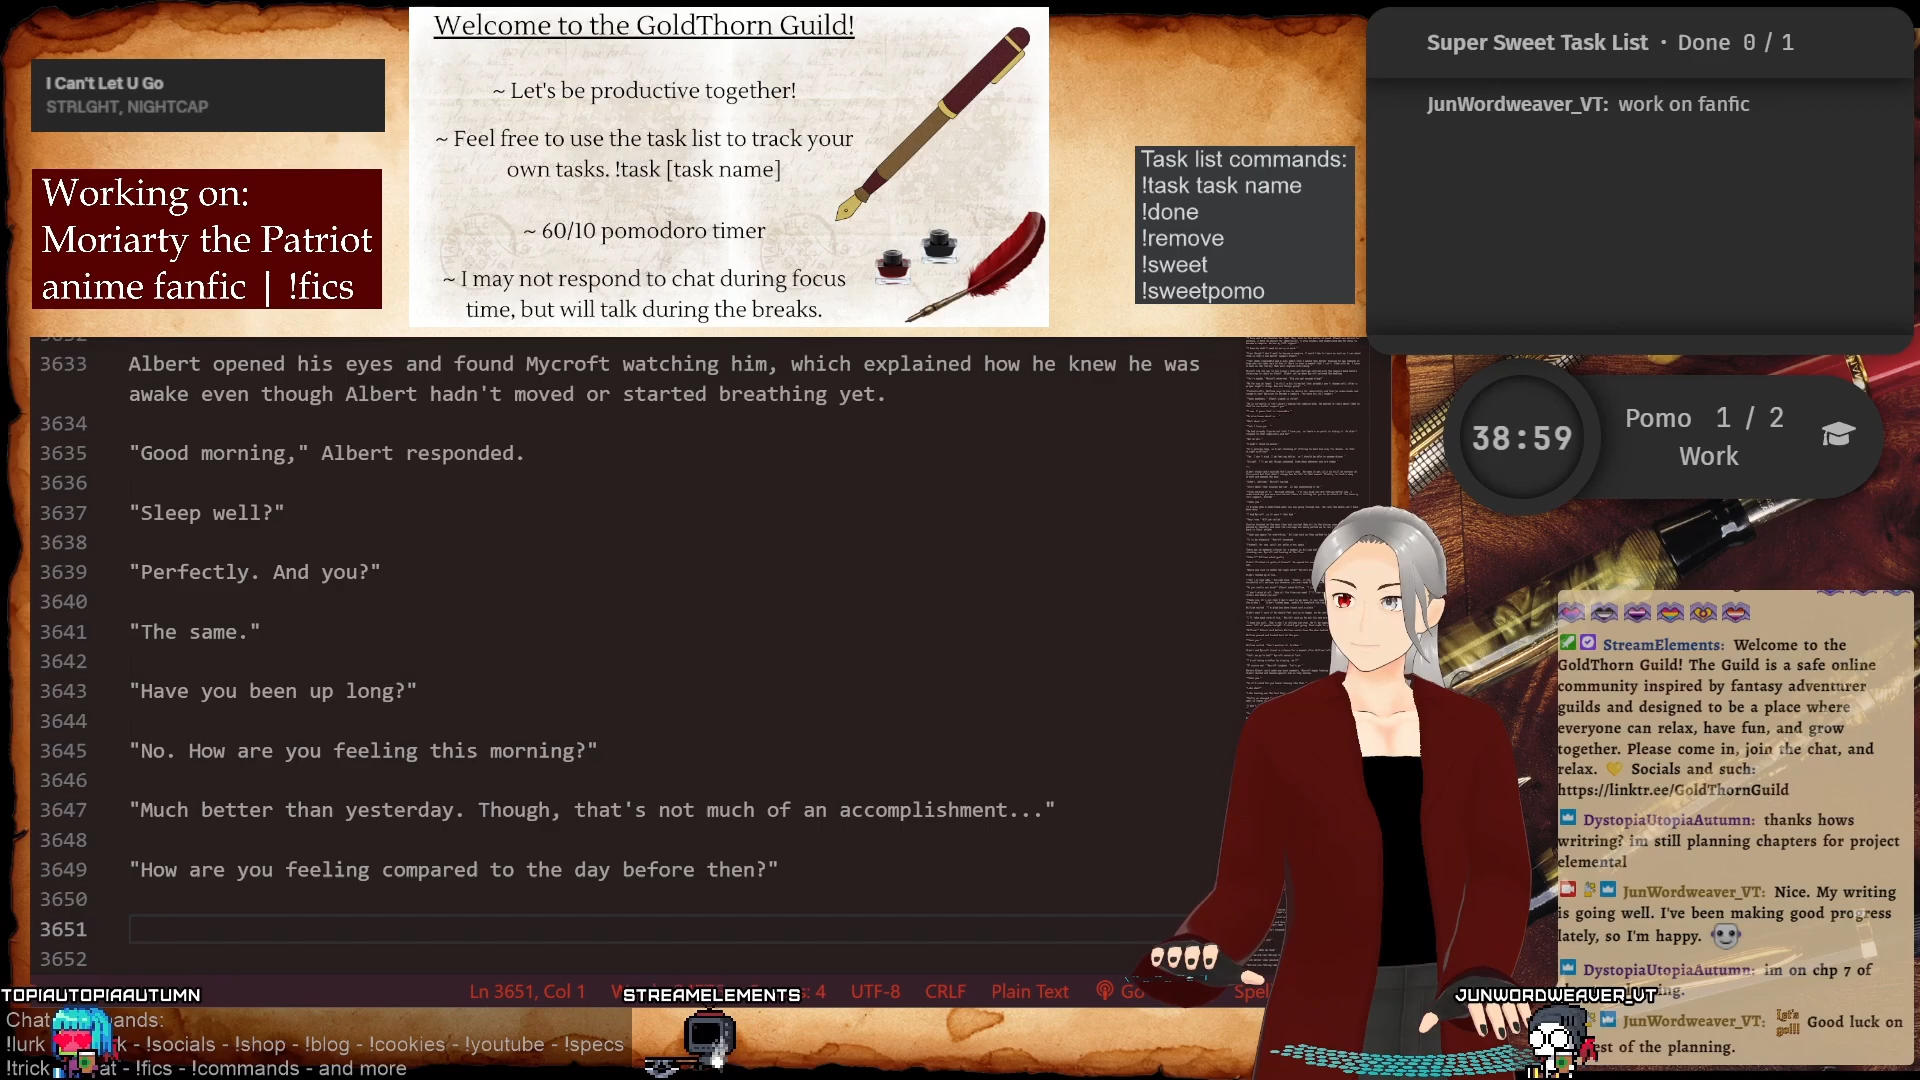 I Can't Let U Go
STRLGHT, NIGHTCAP
Working on:
Moriarty the Patriot
anime fanfic | !fics
Welcome to the GoldThorn Guild!
~ Let's be productive together!
~ Feel free to use the task list to track your
own tasks. !task [task name]
~ 60/10 pomodoro timer
~ I may not respond to chat during focus
time, but will talk during the breaks.
Task list commands:
!task task name
!done
!remove
!sweet
!sweetpomo
Super Sweet Task List · Done 0 / 1
JunWordweaver_VT: work on fanfic
38:59
Pomo 1 / 2
Work
3633 Albert opened his eyes and found Mycroft watching him, which explained how he knew he was
awake even though Albert hadn't moved or started breathing yet.
3634
3635 "Good morning," Albert responded.
3636
3637 "Sleep well?"
3638
3639 "Perfectly. And you?"
3640
3641 "The same."
3642
3643 "Have you been up long?"
3644
3645 "No. How are you feeling this morning?"
3646
3647 "Much better than yesterday. Though, that's not much of an accomplishment..."
3648
3649 "How are you feeling compared to the day before then?"
3650
3651
3652
Ln 3651, Col 1 : 4 UTF-8 CRLF Plain Text Go Spel
StreamElements: Welcome to the
GoldThorn Guild! The Guild is a safe online
community inspired by fantasy adventurer
guilds and designed to be a place where
everyone can relax, have fun, and grow
together. Please come in, join the chat, and
relax. 💛 Socials and such:
https://linktr.ee/GoldThornGuild
DystopiaUtopiaAutumn: thanks hows
writring? im still planning chapters for project
elemental
JunWordweaver_VT: Nice. My writing
is going well. I've been making good progress
lately, so I'm happy.
DystopiaUtopiaAutumn: im on chp 7 of
JunWordweaver_VT: Let's go!! Good luck on
est of the planning.
TOPIAUTOPIAAUTUMN
STREAMELEMENTS
JUNWORDWEAVER_VT
Chat ands:
!lurk k - !socials - !shop - !blog - !cookies - !youtube - !specs
!trick at - !fics - !commands - and more